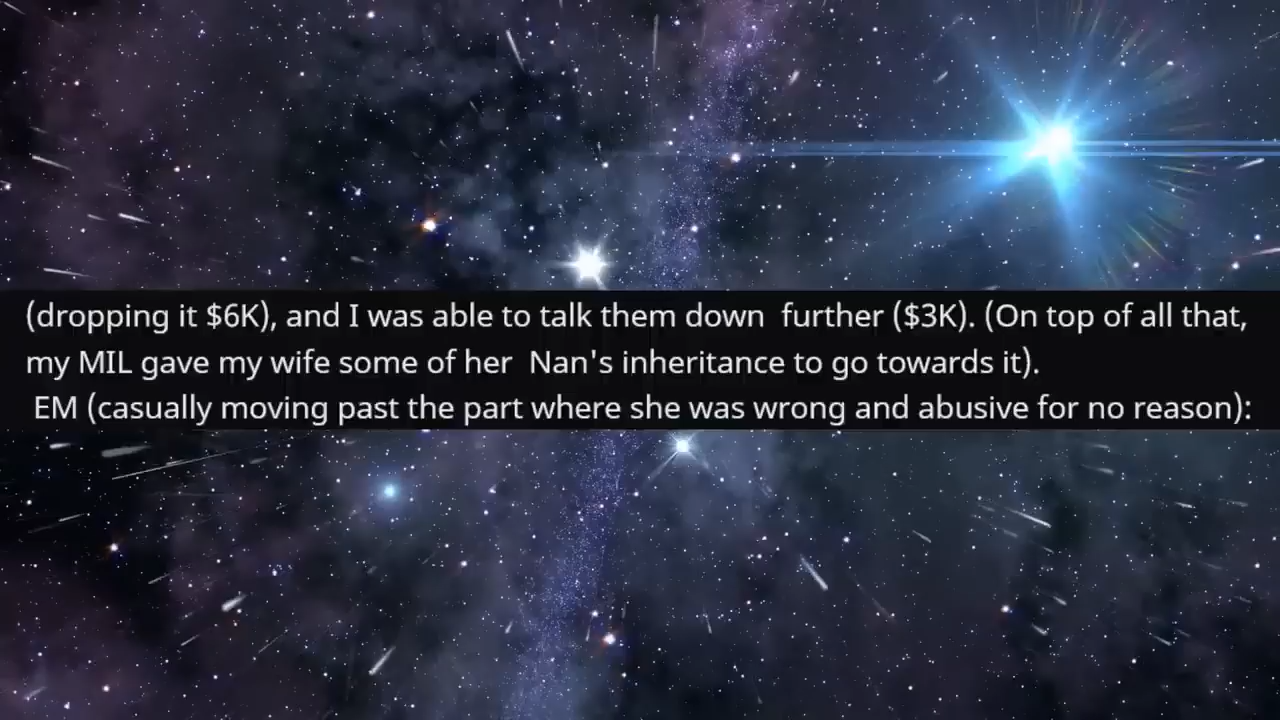 (dropping it $6K), and I was able to talk them down  further ($3K). (On top of all that,
my MIL gave my wife some of her  Nan's inheritance to go towards it).
EM (casually moving past the part where she was wrong and abusive for no reason):